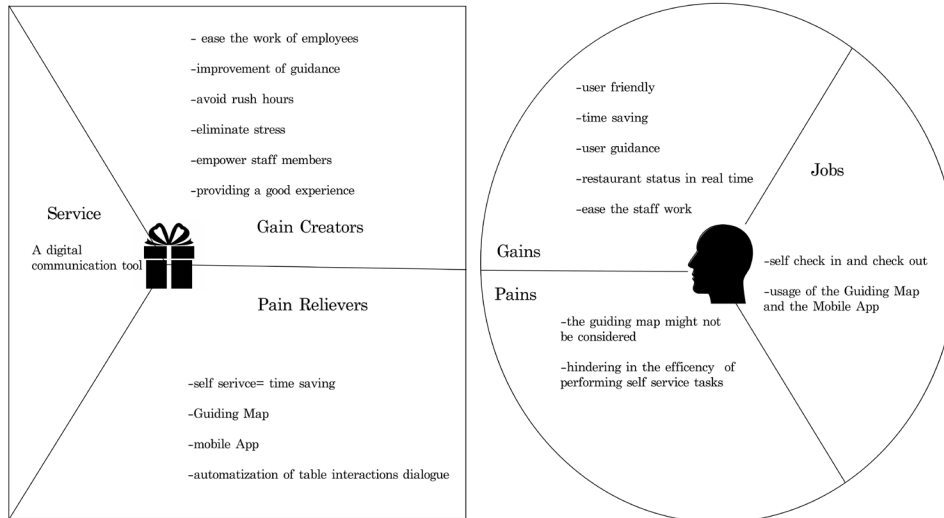 - ease the work of employees
-improvement of guidance
-avoid rush hours
-eliminate stress
-empower staff members
-providing a good experience
Gain Creators
Service
A digital
communication tool
Pain Relievers
-self serivce= time saving
-Guiding Map
-mobile App
-automatization of table interactions dialogue
-user friendly
-time saving
-user guidance
-restaurant status in real time
-ease the staff work
Gains
Pains
-the guiding map might not
be considered
-hindering in the efficency of
performing self service tasks
Jobs
-self check in and check out
-usage of the Guiding Map
and the Mobile App